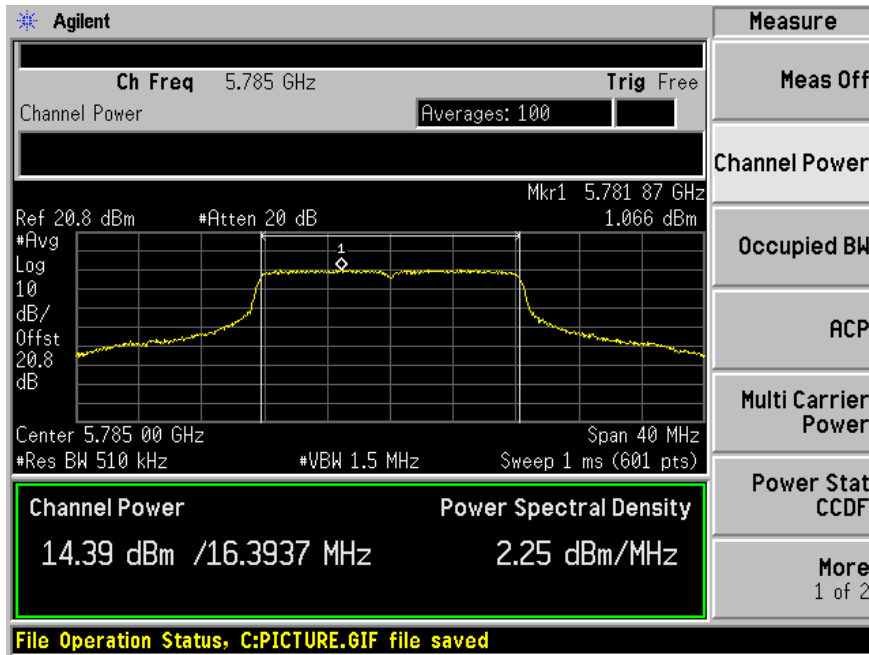 Agilent
Measure
Ch Freq 5.785 GHz Trig Free
Channel Power Averages: 100
Mkr1 5.781 87 GHz
Ref 20.8 dBm #Atten 20 dB 1.066 dBm
#Avg
Log
10
dB/
Offst
20.8
dB
1
Center 5.785 00 GHz Span 40 MHz
#Res BW 510 kHz #VBW 1.5 MHz Sweep 1 ms (601 pts)
Channel Power Power Spectral Density
14.39 dBm /16.3937 MHz 2.25 dBm/MHz
Meas Off
Channel Power
Occupied BW
ACP
Multi Carrier
Power
Power Stat
CCDF
More
1 of 2
File Operation Status, C:PICTURE.GIF file saved